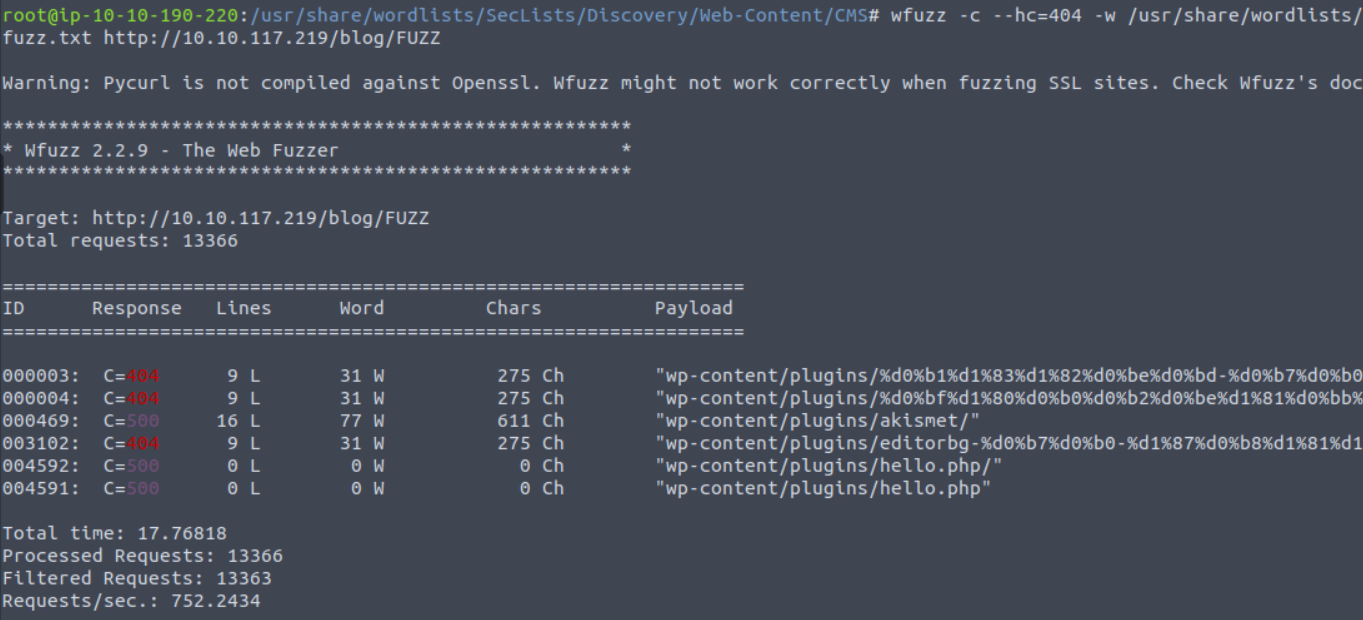 root@ip-10-10-190-220:/usr/share/wordlists/SecLists/Discovery/Web-Content/CMS# wfuzz -c --hc=404 -w /usr/share/wordlists/
fuzz.txt http://10.10.117.219/blog/FUZZ
Warning: Pycurl is not compiled against Openssl. Wfuzz might not work correctly when fuzzing SSL sites. Check Wfuzz's doc
********************************************************
* Wfuzz 2.2.9 - The Web Fuzzer                         *
********************************************************
Target: http://10.10.117.219/blog/FUZZ
Total requests: 13366
==================================================================
ID      Response   Lines      Word         Chars          Payload
==================================================================
000003:  C=404      9 L       31 W          275 Ch        "wp-content/plugins/%d0%b1%d1%83%d1%82%d0%be%d0%bd-%d0%b7%d0%b0
000004:  C=404      9 L       31 W          275 Ch        "wp-content/plugins/%d0%bf%d1%80%d0%b0%d0%b2%d0%be%d1%81%d0%bb%
000469:  C=500     16 L       77 W          611 Ch        "wp-content/plugins/akismet/"
003102:  C=404      9 L       31 W          275 Ch        "wp-content/plugins/editorbg-%d0%b7%d0%b0-%d1%87%d0%b8%d1%81%d1
004592:  C=500      0 L        0 W            0 Ch        "wp-content/plugins/hello.php/"
004591:  C=500      0 L        0 W            0 Ch        "wp-content/plugins/hello.php"
Total time: 17.76818
Processed Requests: 13366
Filtered Requests: 13363
Requests/sec.: 752.2434